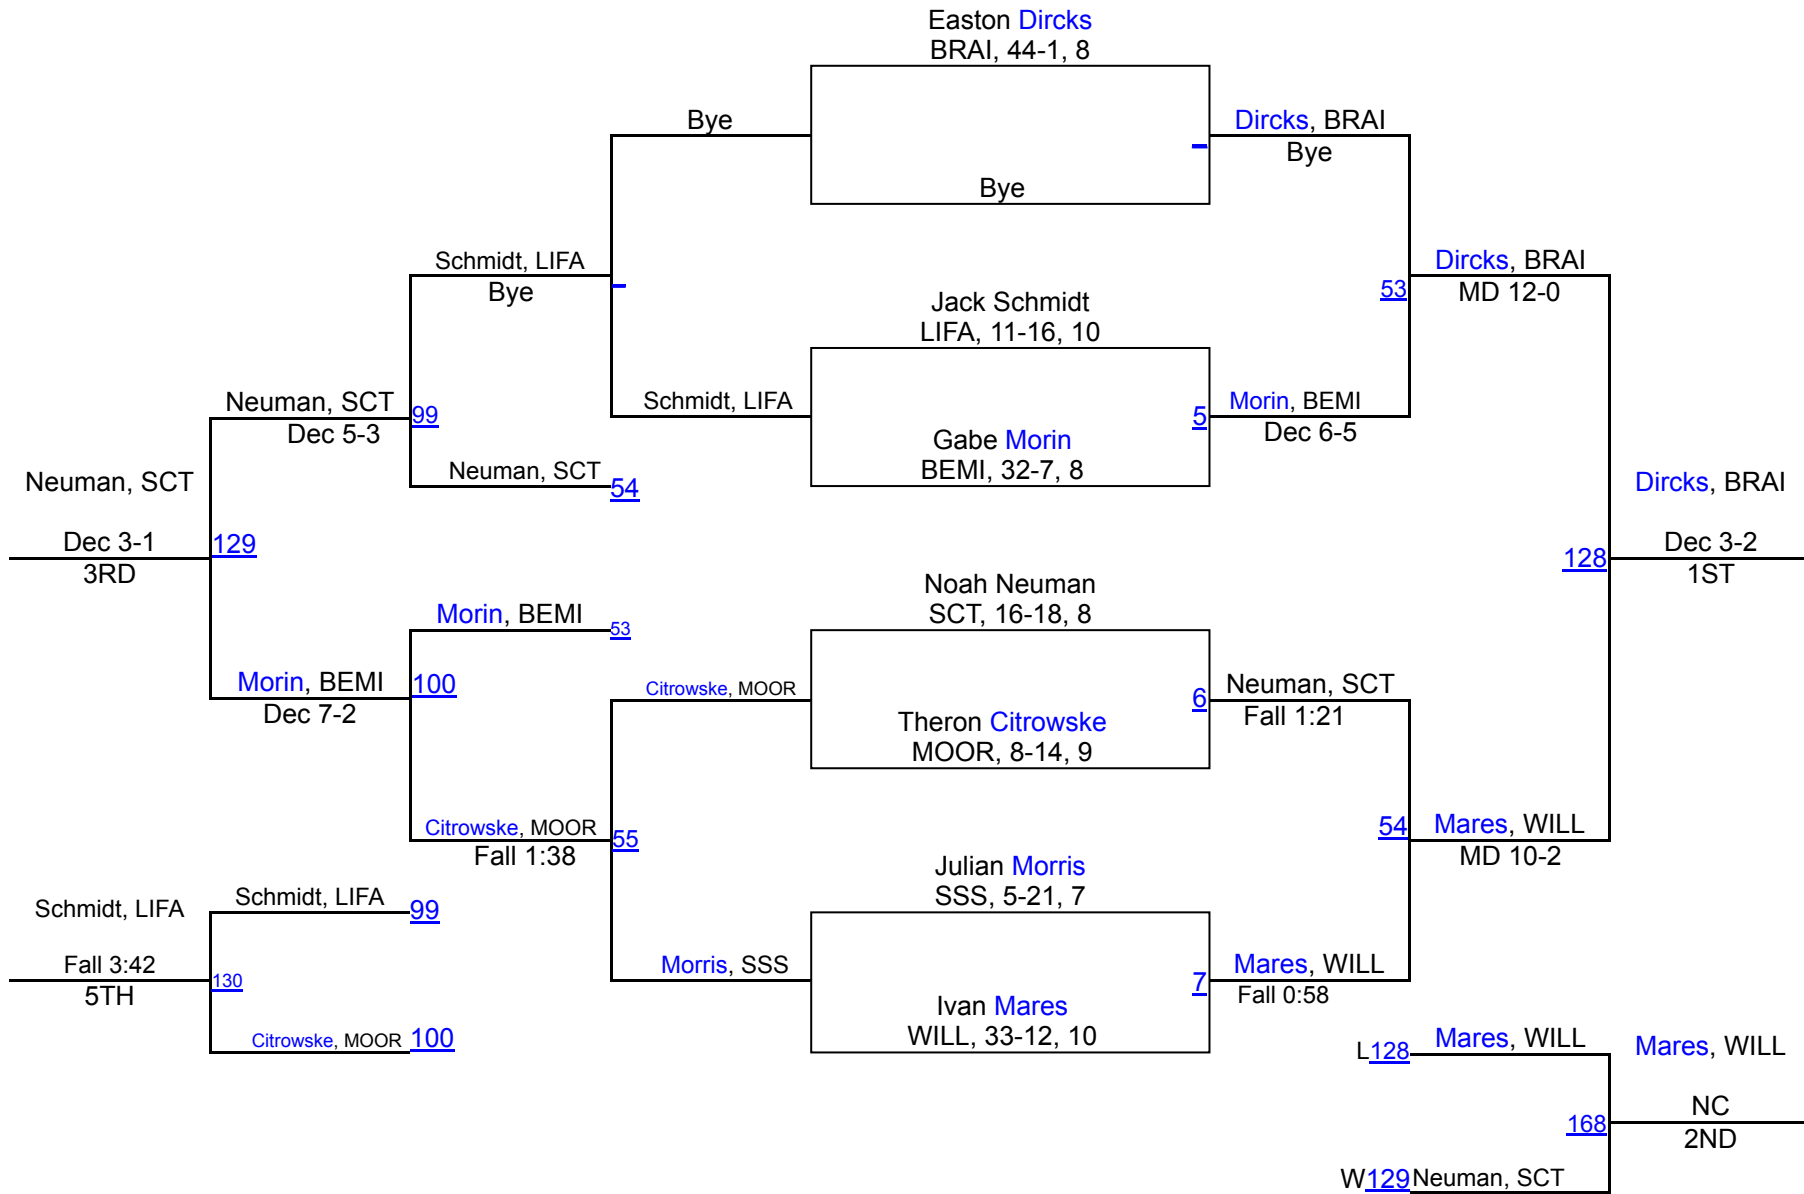 Easton Dircks
BRAI, 44-1, 8
Bye
Dircks, BRAI
Bye
Bye
Schmidt, LIFA
Bye
Dircks, BRAI
53
MD 12-0
Jack Schmidt
LIFA, 11-16, 10
Neuman, SCT
99
Dec 5-3
Schmidt, LIFA
5
Morin, BEMI
Dec 6-5
Gabe Morin
BEMI, 32-7, 8
Neuman, SCT
54
Neuman, SCT
Dec 3-1
129
3RD
Dircks, BRAI
128
Dec 3-2
1ST
Noah Neuman
SCT, 16-18, 8
Morin, BEMI
53
Morin, BEMI
100
Dec 7-2
Citrowske, MOOR
6
Neuman, SCT
Fall 1:21
Theron Citrowske
MOOR, 8-14, 9
Citrowske, MOOR
55
Fall 1:38
54
Mares, WILL
MD 10-2
Julian Morris
SSS, 5-21, 7
Schmidt, LIFA
Schmidt, LIFA
99
Fall 3:42
130
5TH
Morris, SSS
7
Mares, WILL
Fall 0:58
Ivan Mares
WILL, 33-12, 10
Citrowske, MOOR
100
L128
Mares, WILL
Mares, WILL
168
NC
2ND
W129
Neuman, SCT